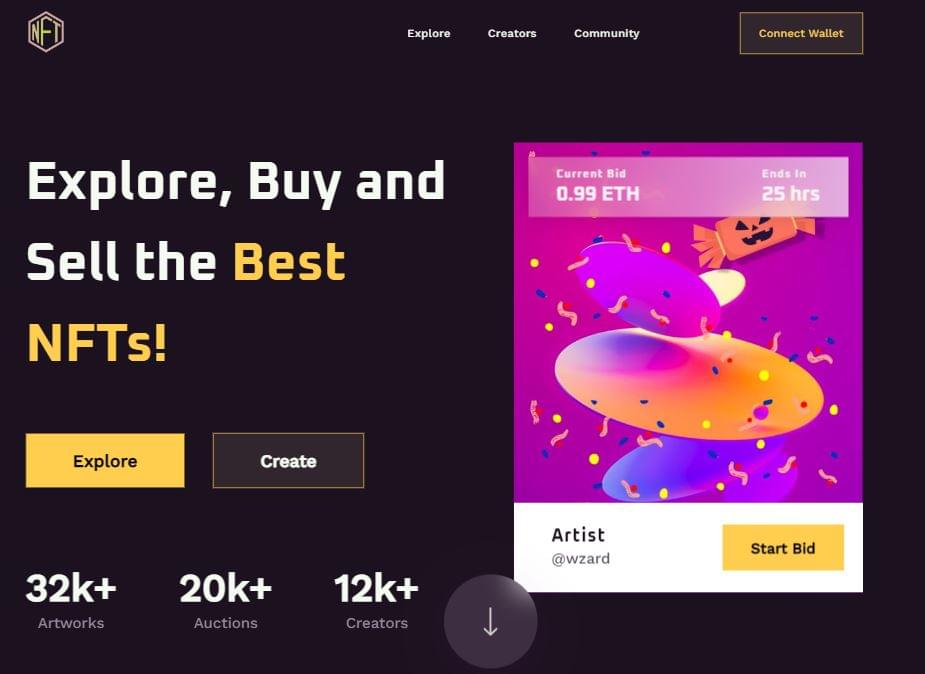 NFT
Explore
Creators
Community
Connect Wallet
Explore, Buy and
Sell the Best
NFTs!
Explore
Create
32k+
Artworks
20k+
Auctions
12k+
Creators
Current Bid
0.99 ETH
Ends In
25 hrs
Artist
@wzard
Start Bid